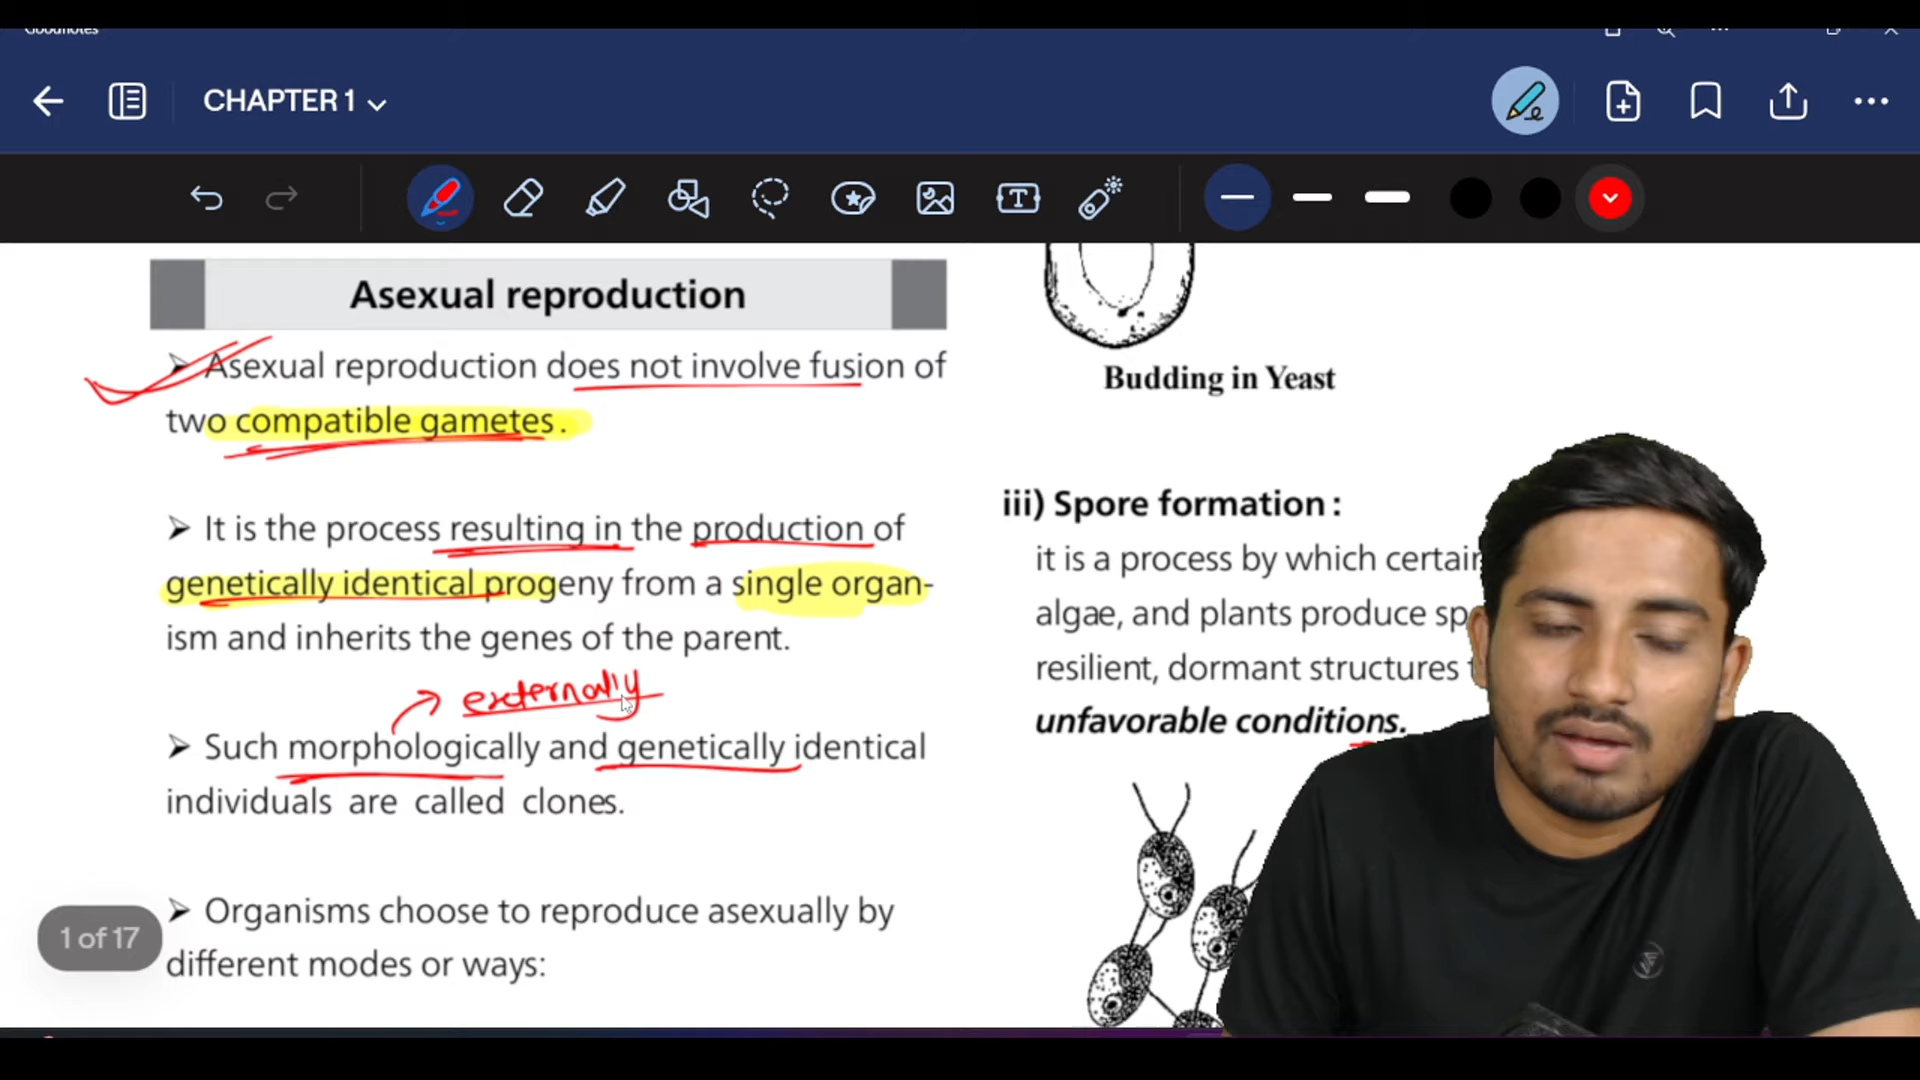 Goodnotes
CHAPTER 1
Asexual reproduction
➤ Asexual reproduction does not involve fusion of
two compatible gametes .
➤ It is the process resulting in the production of
genetically identical progeny from a single organ-
ism and inherits the genes of the parent.
externally
➤ Such morphologically and genetically identical
individuals are called clones.
➤ Organisms choose to reproduce asexually by
different modes or ways:
1 of 17
Budding in Yeast
iii) Spore formation :
it is a process by which certain
algae, and plants produce sp
resilient, dormant structures
unfavorable conditions.